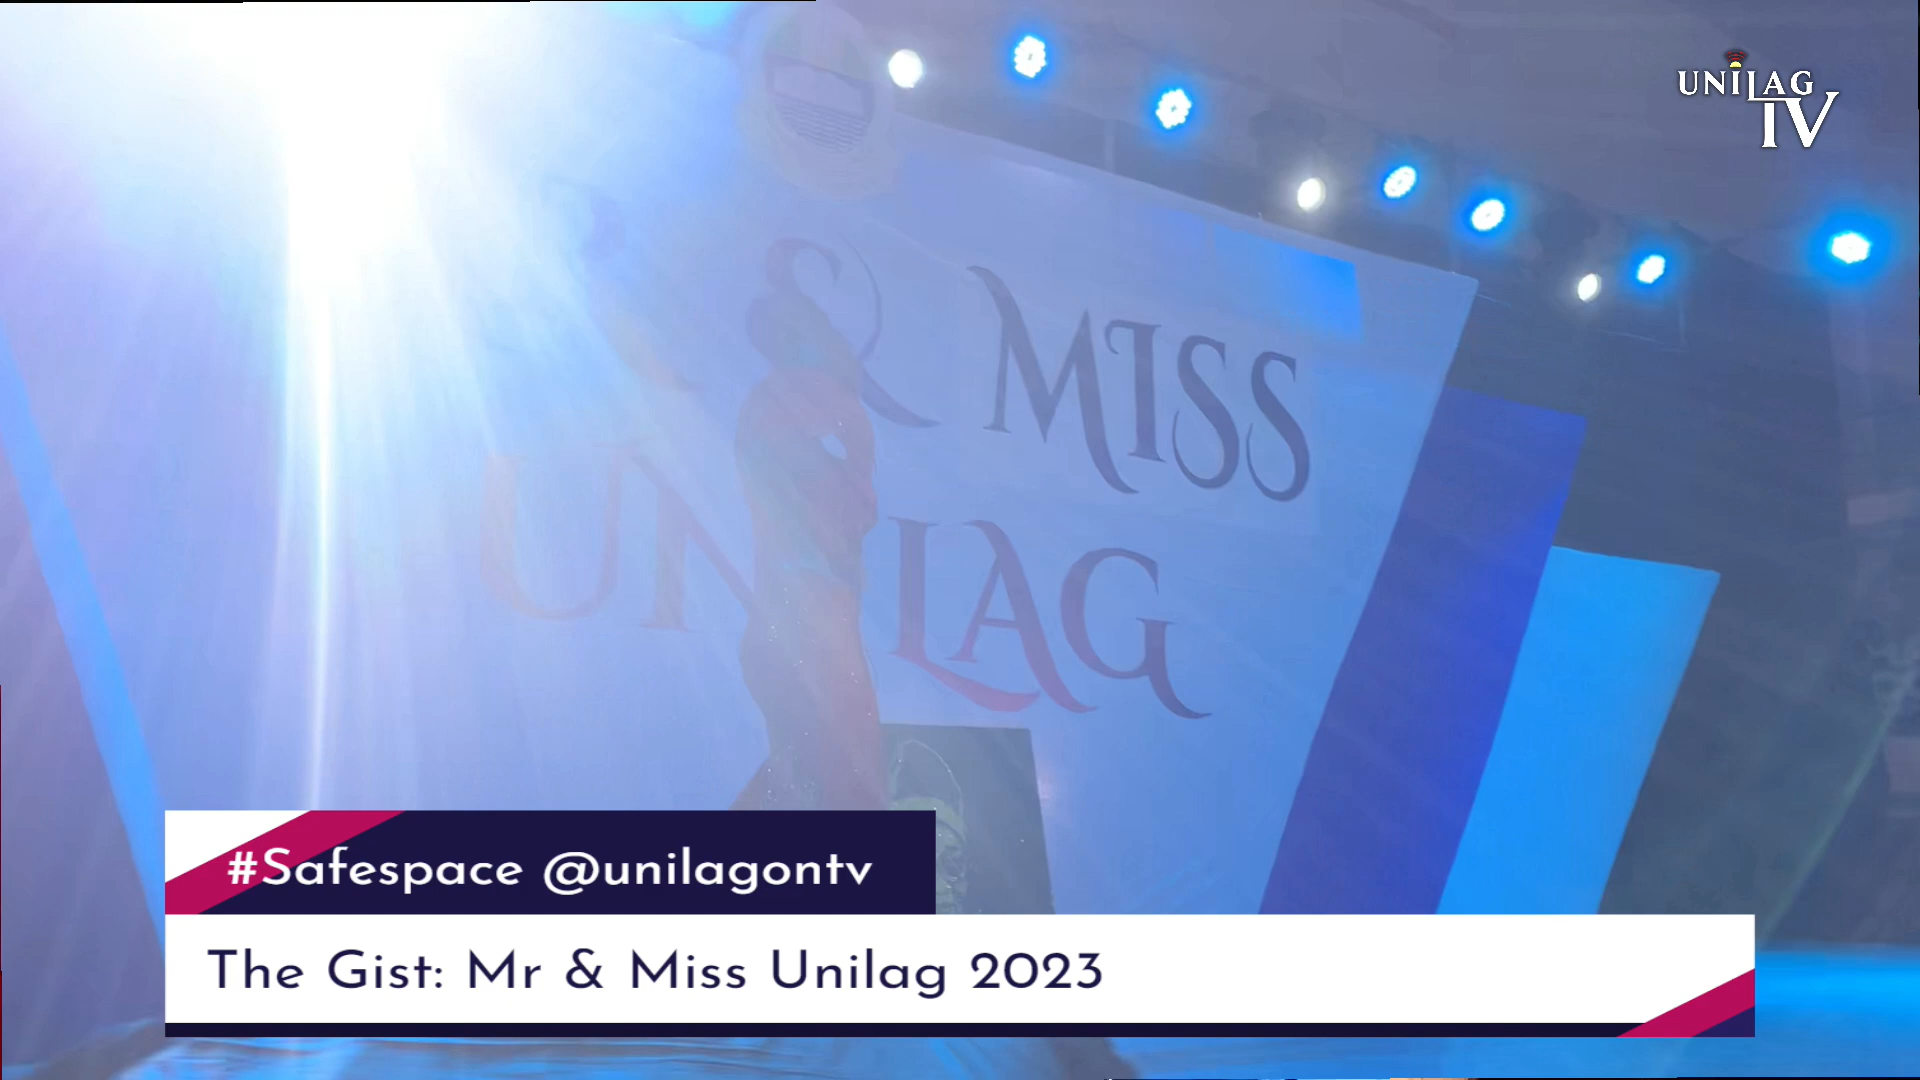 UNILAG
TV
& MISS
UN LAG
#Safespace @unilagontv
The Gist: Mr & Miss Unilag 2023